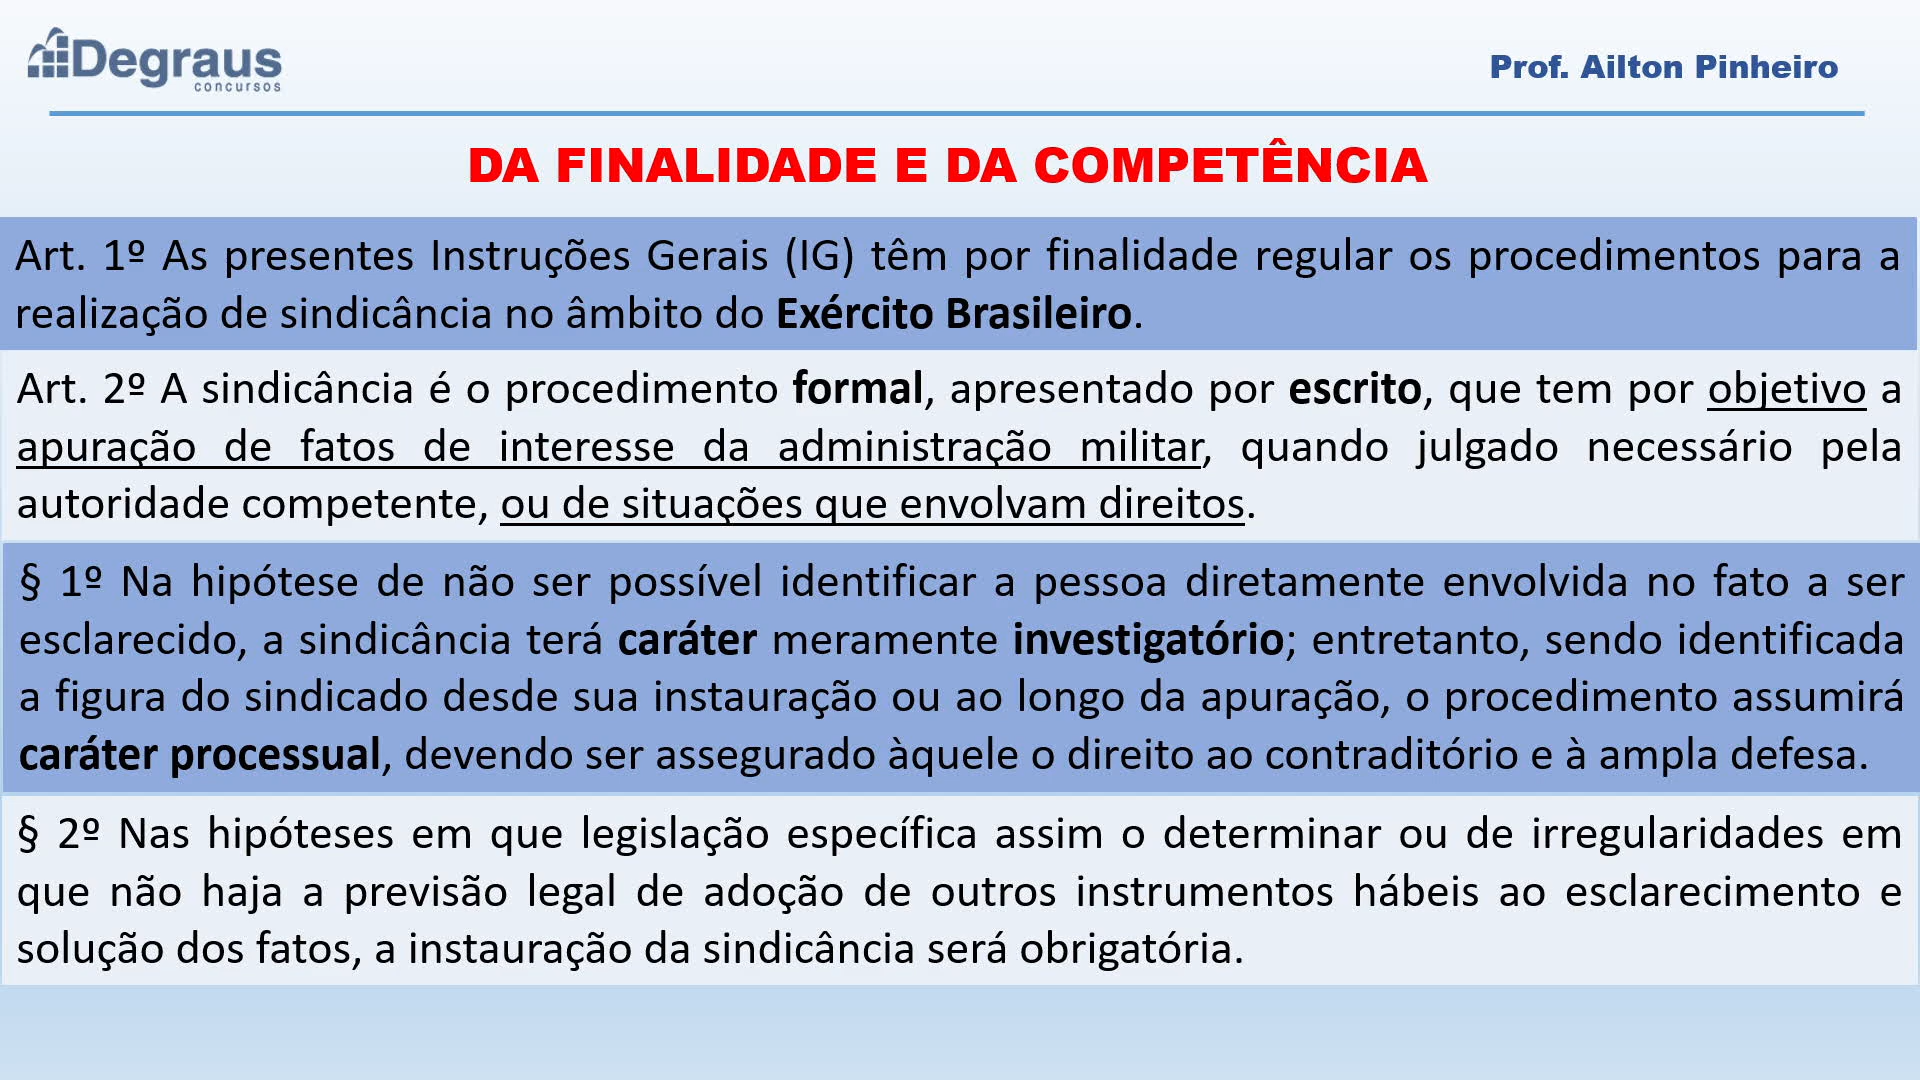 Degraus
concursos
Prof. Ailton Pinheiro
DA FINALIDADE E DA COMPETÊNCIA
Art. 1º As presentes Instruções Gerais (IG) têm por finalidade regular os procedimentos para a
realização de sindicância no âmbito do Exército Brasileiro.
Art. 2º A sindicância é o procedimento formal, apresentado por escrito, que tem por objetivo a
apuração de fatos de interesse da administração militar, quando julgado necessário pela
autoridade competente, ou de situações que envolvam direitos.
§ 1º Na hipótese de não ser possível identificar a pessoa diretamente envolvida no fato a ser
esclarecido, a sindicância terá caráter meramente investigatório; entretanto, sendo identificada
a figura do sindicado desde sua instauração ou ao longo da apuração, o procedimento assumirá
caráter processual, devendo ser assegurado àquele o direito ao contraditório e à ampla defesa.
§ 2º Nas hipóteses em que legislação específica assim o determinar ou de irregularidades em
que não haja a previsão legal de adoção de outros instrumentos hábeis ao esclarecimento e
solução dos fatos, a instauração da sindicância será obrigatória.